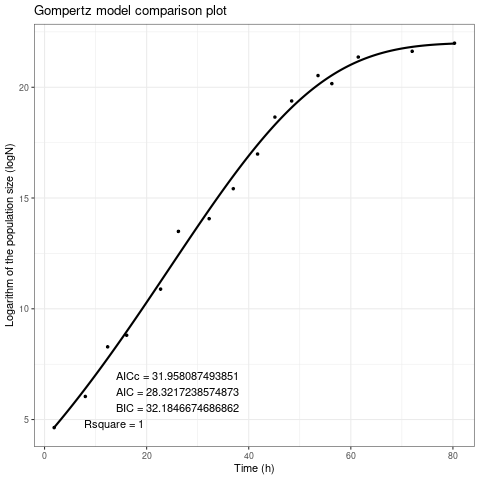 Gompertz model comparison plot
Logarithm of the population size (logN)
20
15
10
5
AICc = 31.958087493851
AIC = 28.3217238574873
BIC = 32.1846674686862
Rsquare = 1
0
20
40
60
80
Time (h)